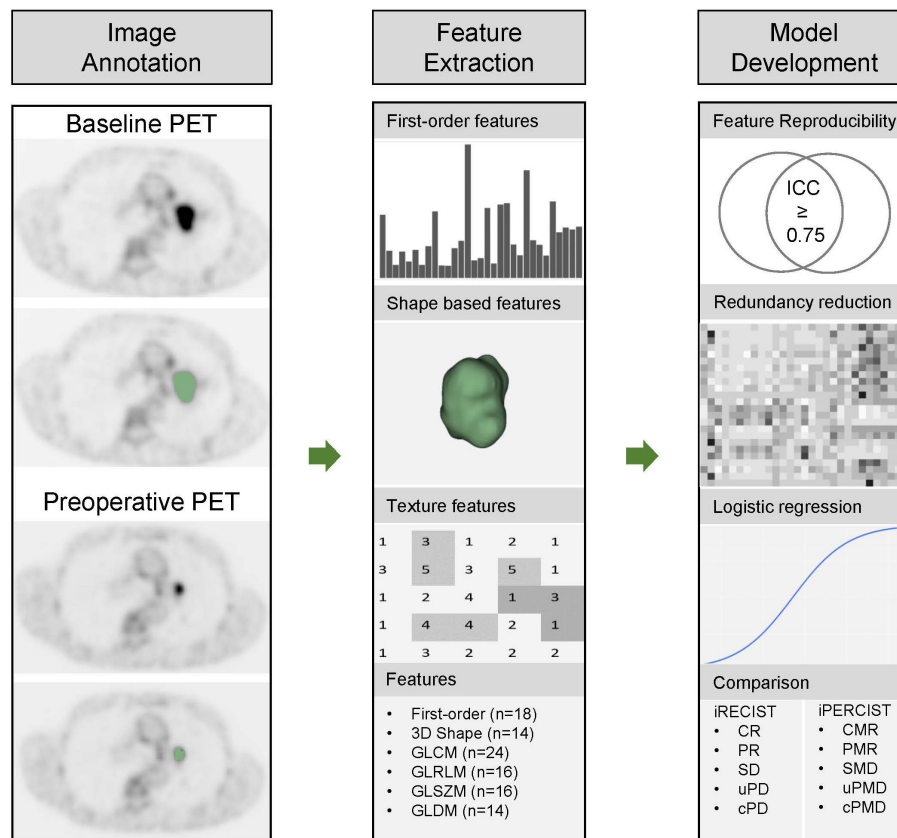 Image
Annotation
Baseline PET
Preoperative PET
Feature
Extraction
First-order features
Shape based features
Texture features
1 3 1 2 1
3 5 3 5 1
1 2 4 1 3
1 4 4 2 1
1 3 2 2 2
Features
• First-order (n=18)
• 3D Shape (n=14)
• GLCM (n=24)
• GLRLM (n=16)
• GLSZM (n=16)
• GLDM (n=14)
Model
Development
Feature Reproducibility
ICC
≥
0.75
Redundancy reduction
Logistic regression
Comparison
iRECIST
• CR
• PR
• SD
• uPD
• cPD
iPERCIST
• CMR
• PMR
• SMD
• uPMD
• cPMD